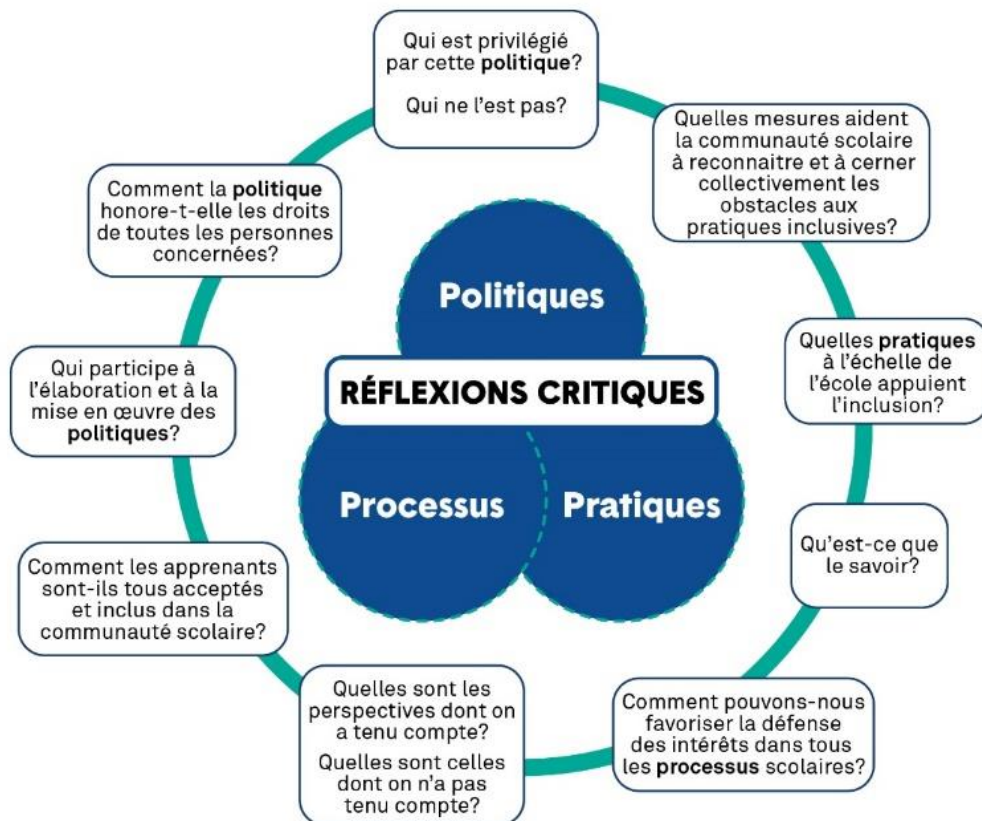 Qui est privilégié
par cette politique?
Qui ne l'est pas?
Quelles mesures aident
la communauté scolaire
à reconnaitre et à cerner
collectivement les
obstacles aux
pratiques inclusives?
Quelles pratiques
à l'échelle de
l'école appuient
l'inclusion?
Qu'est-ce que
le savoir?
Comment pouvons-nous
favoriser la défense
des intérêts dans tous
les processus scolaires?
Quelles sont les
perspectives dont on
a tenu compte?
Quelles sont celles
dont on n'a pas
tenu compte?
Comment les apprenants
sont-ils tous acceptés
et inclus dans la
communauté scolaire?
Qui participe à
l'élaboration et à la
mise en œuvre des
politiques?
Comment la politique
honore-t-elle les droits
de toutes les personnes
concernées?
Politiques
RÉFLEXIONS CRITIQUES
Processus
Pratiques